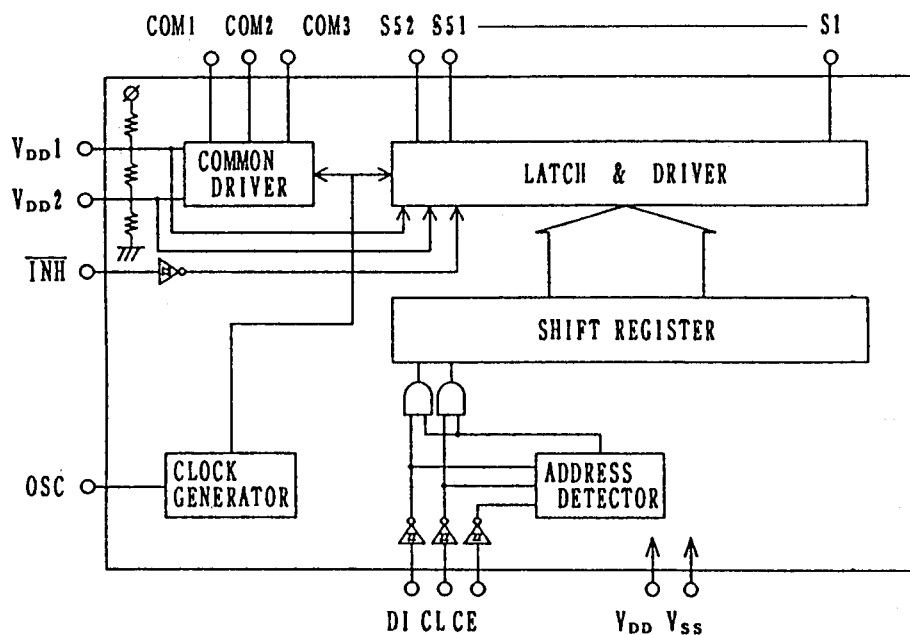 COM1 COM2 COM3 S52 S51 S1
VDD1
COMMON
DRIVER
LATCH & DRIVER
VDD2
INH
SHIFT REGISTER
OSC
CLOCK
GENERATOR
ADDRESS
DETECTOR
DI CL CE VDD VSS